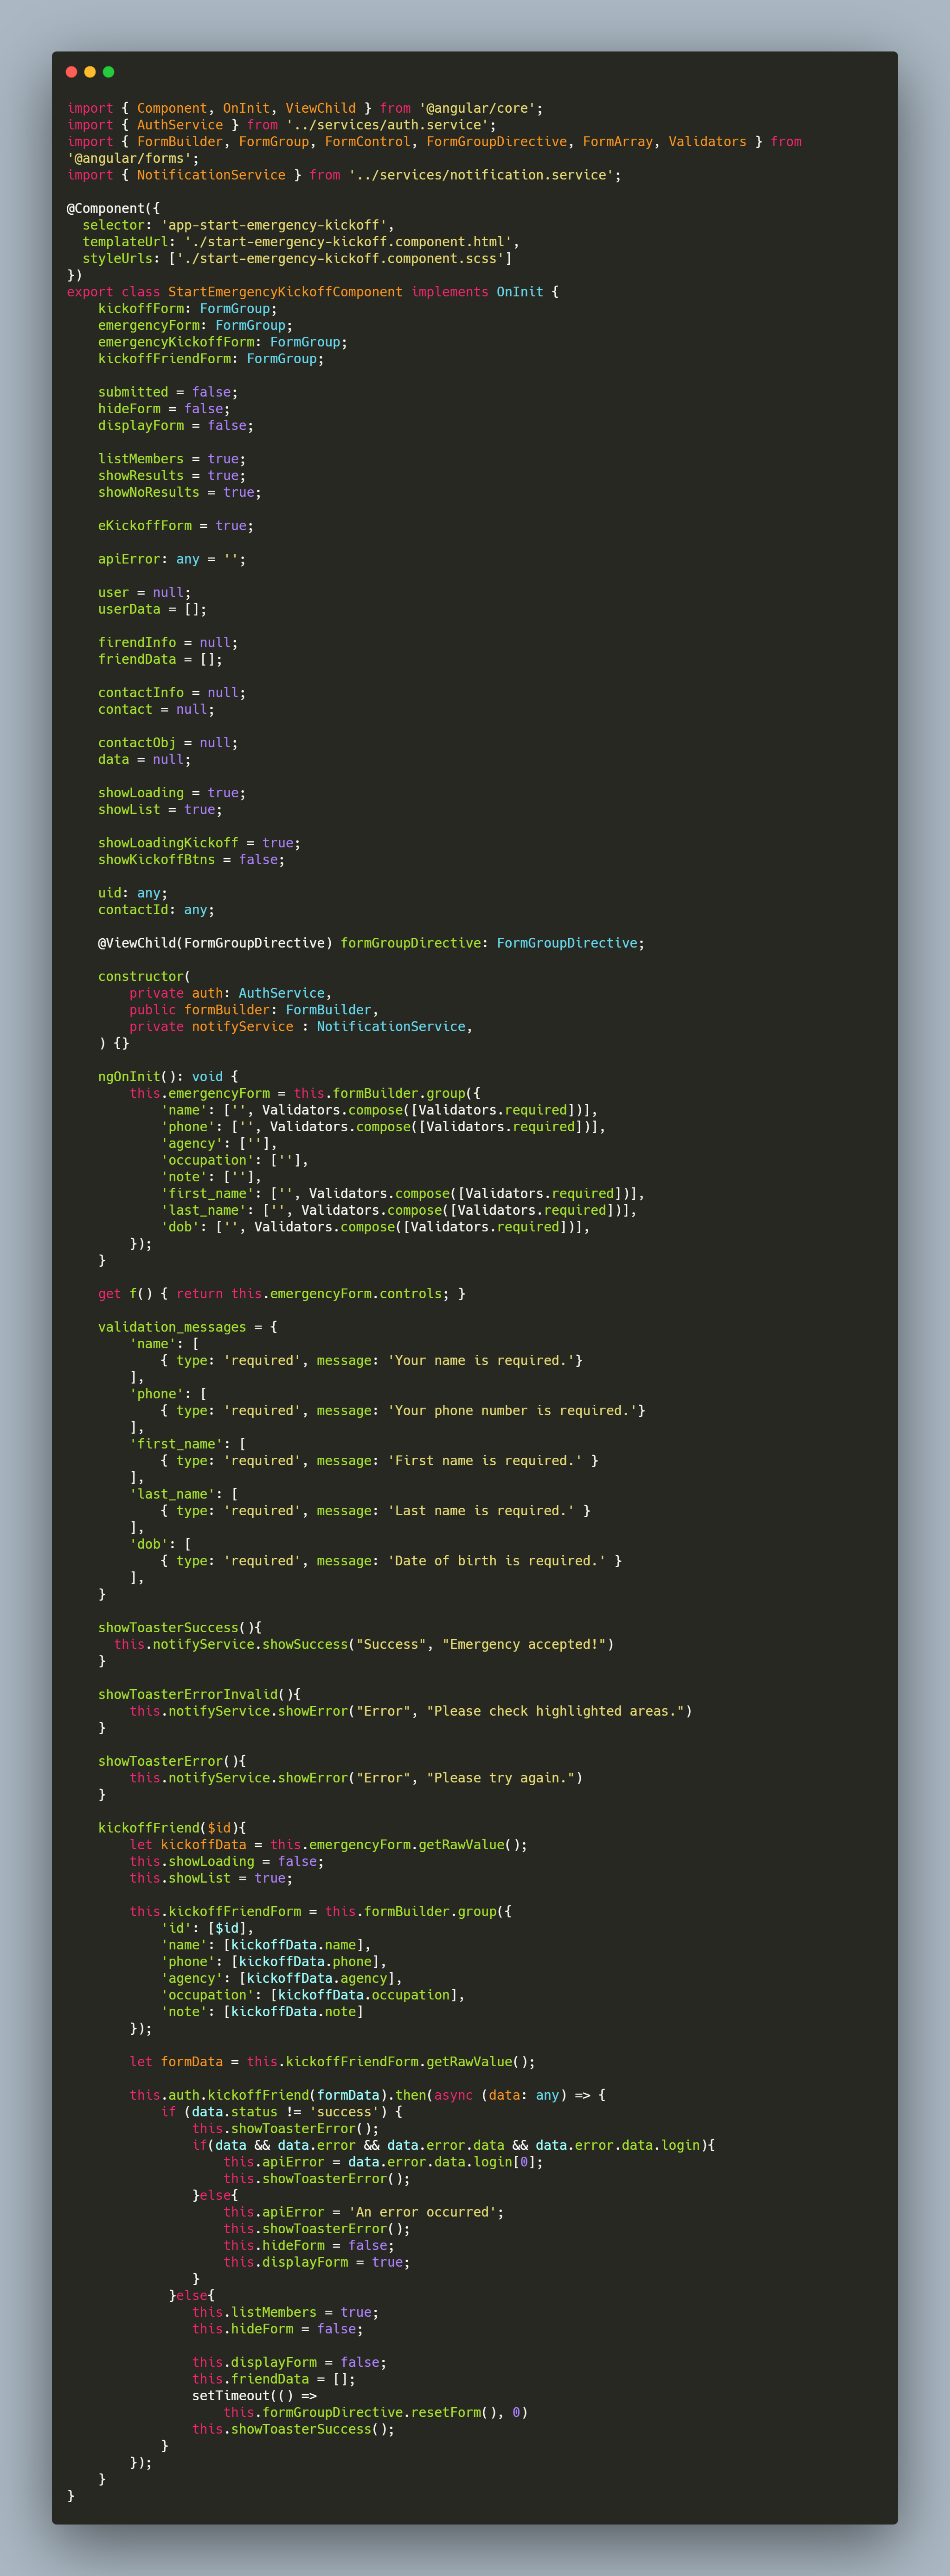 import { Component, OnInit, ViewChild } from '@angular/core';
import { AuthService } from '../services/auth.service';
import { FormBuilder, FormGroup, FormControl, FormGroupDirective, FormArray, Validators } from
'@angular/forms';
import { NotificationService } from '../services/notification.service';

@Component({
  selector: 'app-start-emergency-kickoff',
  templateUrl: './start-emergency-kickoff.component.html',
  styleUrls: ['./start-emergency-kickoff.component.scss']
})
export class StartEmergencyKickoffComponent implements OnInit {
    kickoffForm: FormGroup;
    emergencyForm: FormGroup;
    emergencyKickoffForm: FormGroup;
    kickoffFriendForm: FormGroup;

    submitted = false;
    hideForm = false;
    displayForm = false;

    listMembers = true;
    showResults = true;
    showNoResults = true;

    eKickoffForm = true;

    apiError: any = '';

    user = null;
    userData = [];

    firendInfo = null;
    friendData = [];

    contactInfo = null;
    contact = null;

    contactObj = null;
    data = null;

    showLoading = true;
    showList = true;

    showLoadingKickoff = true;
    showKickoffBtns = false;

    uid: any;
    contactId: any;

    @ViewChild(FormGroupDirective) formGroupDirective: FormGroupDirective;

    constructor(
        private auth: AuthService,
        public formBuilder: FormBuilder,
        private notifyService : NotificationService,
    ) {}

    ngOnInit(): void {
        this.emergencyForm = this.formBuilder.group({
            'name': ['', Validators.compose([Validators.required])],
            'phone': ['', Validators.compose([Validators.required])],
            'agency': [''],
            'occupation': [''],
            'note': [''],
            'first_name': ['', Validators.compose([Validators.required])],
            'last_name': ['', Validators.compose([Validators.required])],
            'dob': ['', Validators.compose([Validators.required])],
        });
    }

    get f() { return this.emergencyForm.controls; }

    validation_messages = {
        'name': [
            { type: 'required', message: 'Your name is required.'}
        ],
        'phone': [
            { type: 'required', message: 'Your phone number is required.'}
        ],
        'first_name': [
            { type: 'required', message: 'First name is required.' }
        ],
        'last_name': [
            { type: 'required', message: 'Last name is required.' }
        ],
        'dob': [
            { type: 'required', message: 'Date of birth is required.' }
        ],
    }

    showToasterSuccess(){
      this.notifyService.showSuccess("Success", "Emergency accepted!")
    }

    showToasterErrorInvalid(){
        this.notifyService.showError("Error", "Please check highlighted areas.")
    }

    showToasterError(){
        this.notifyService.showError("Error", "Please try again.")
    }

    kickoffFriend($id){
        let kickoffData = this.emergencyForm.getRawValue();
        this.showLoading = false;
        this.showList = true;

        this.kickoffFriendForm = this.formBuilder.group({
            'id': [$id],
            'name': [kickoffData.name],
            'phone': [kickoffData.phone],
            'agency': [kickoffData.agency],
            'occupation': [kickoffData.occupation],
            'note': [kickoffData.note]
        });

        let formData = this.kickoffFriendForm.getRawValue();

        this.auth.kickoffFriend(formData).then(async (data: any) => {
            if (data.status != 'success') {
                this.showToasterError();
                if(data && data.error && data.error.data && data.error.data.login){
                    this.apiError = data.error.data.login[0];
                    this.showToasterError();
                }else{
                    this.apiError = 'An error occurred';
                    this.showToasterError();
                    this.hideForm = false;
                    this.displayForm = true;
                }
             }else{
                this.listMembers = true;
                this.hideForm = false;

                this.displayForm = false;
                this.friendData = [];
                setTimeout(() =>
                    this.formGroupDirective.resetForm(), 0)
                this.showToasterSuccess();
            }
        });
    }
}